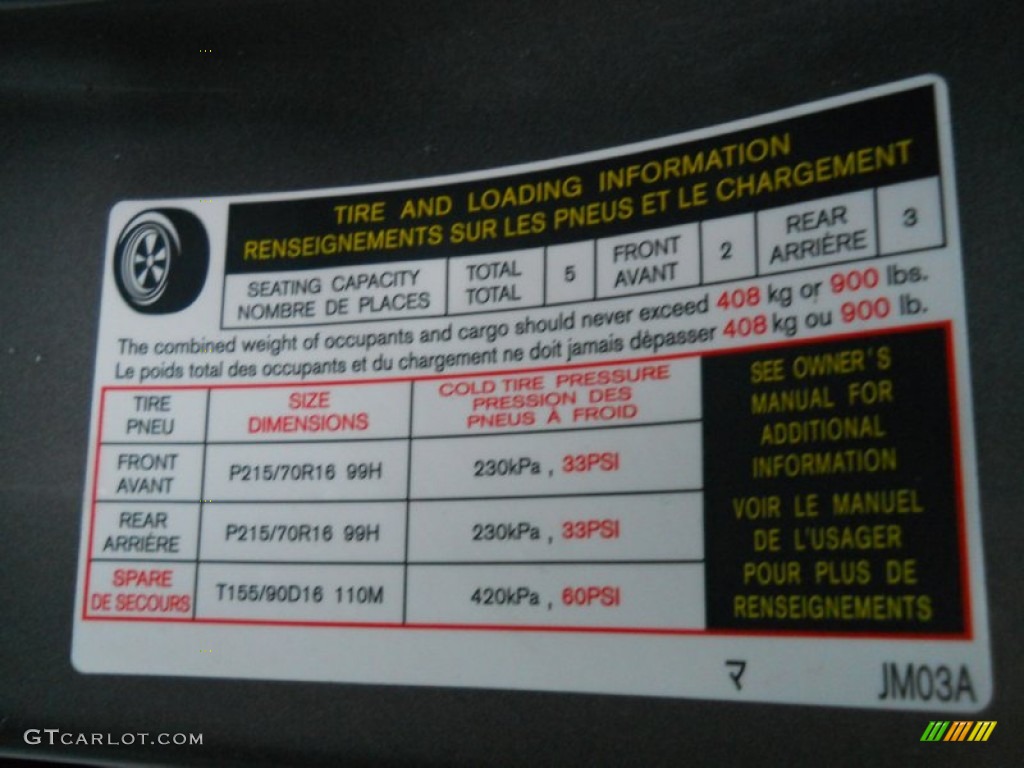 TIRE AND LOADING INFORMATION
RENSEIGNEMENTS SUR LES PNEUS ET LE CHARGEMENT
SEATING CAPACITY TOTAL 5 FRONT 2 REAR 3
NOMBRE DE PLACES TOTAL AVANT ARRIÈRE
The combined weight of occupants and cargo should never exceed 408 kg or 900 lbs.
Le poids total des occupants et du chargement ne doit jamais dèpasser 408 kg ou 900 lb.
TIRE SIZE COLD TIRE PRESSURE
PNEU DIMENSIONS PRESSION DES
PNEUS À FROID
FRONT P215/70R16 99H 230kPa , 33PSI
AVANT
REAR P215/70R16 99H 230kPa , 33PSI
ARRIÈRE
SPARE T155/90D16 110M 420kPa , 60PSI
DE SECOURS
SEE OWNER'S
MANUAL FOR
ADDITIONAL
INFORMATION
VOIR LE MANUEL
DE L'USAGER
POUR PLUS DE
RENSEIGNEMENTS
マ JM03A
GTCARLOT.COM